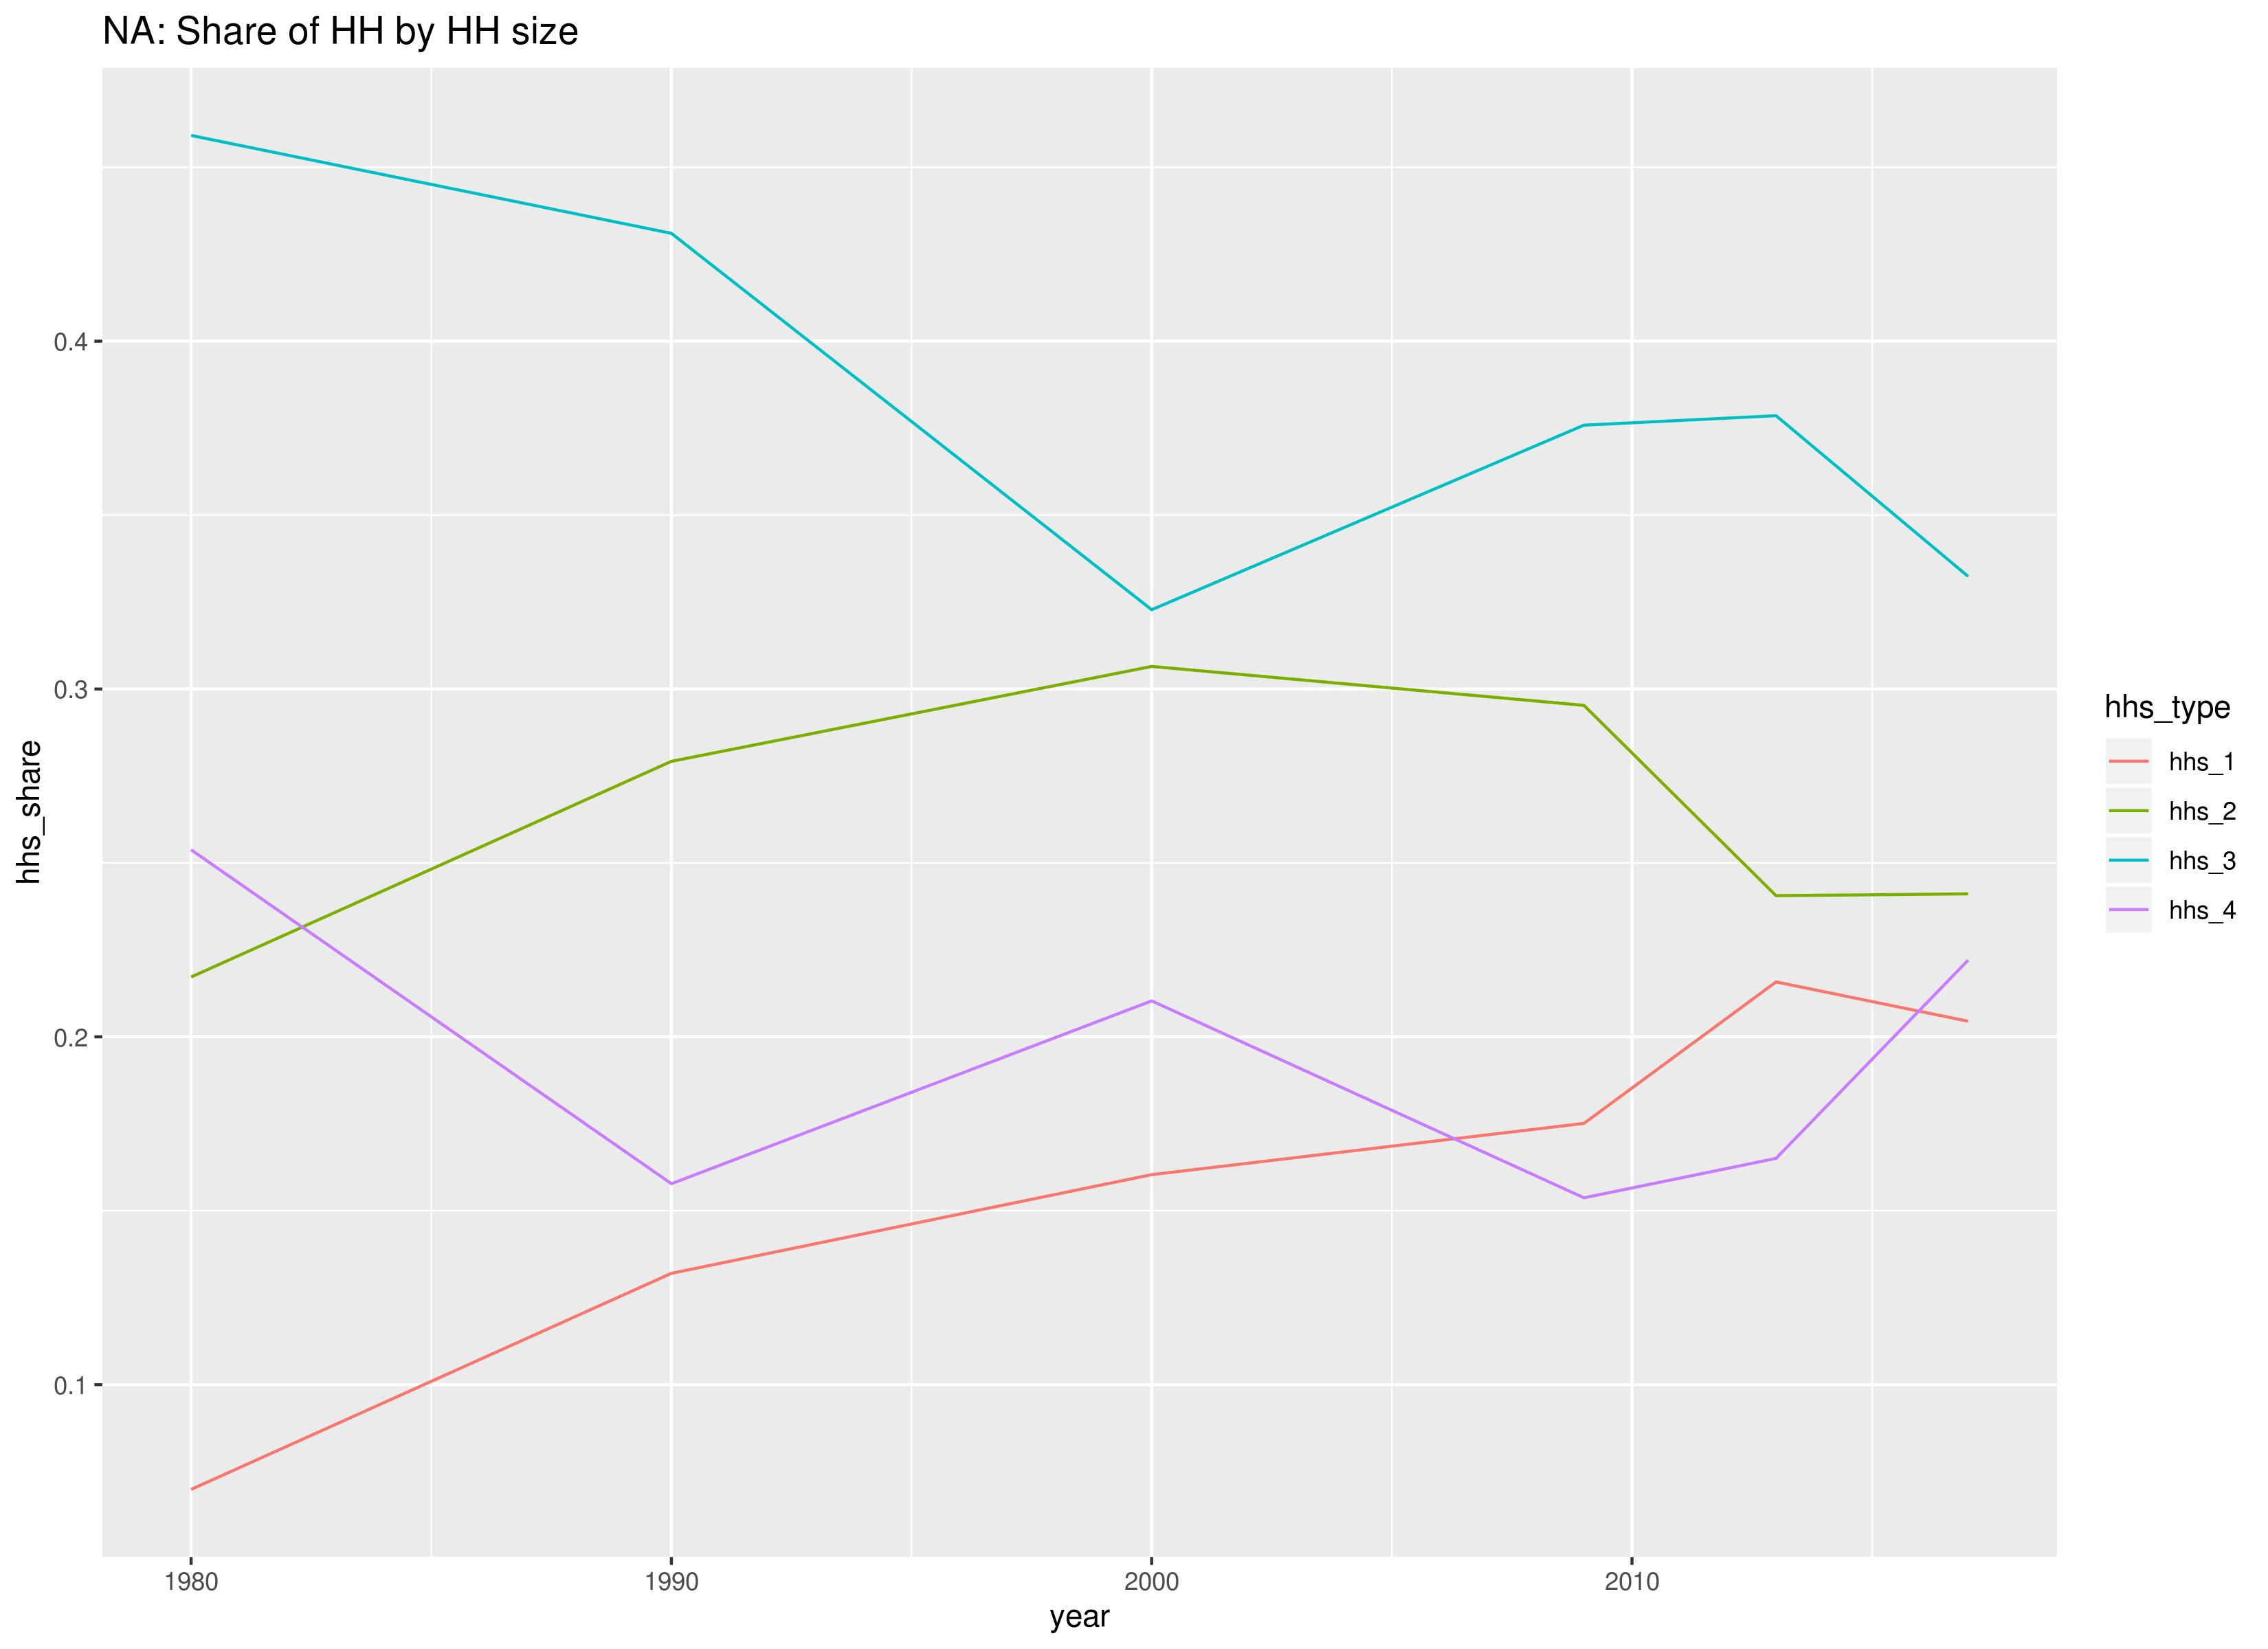 NA: Share of HH by HH size
hhs_share
0.4
0.3
0.2
0.1
1980
1990
2000
2010
year
hhs_type
hhs_1
hhs_2
hhs_3
hhs_4